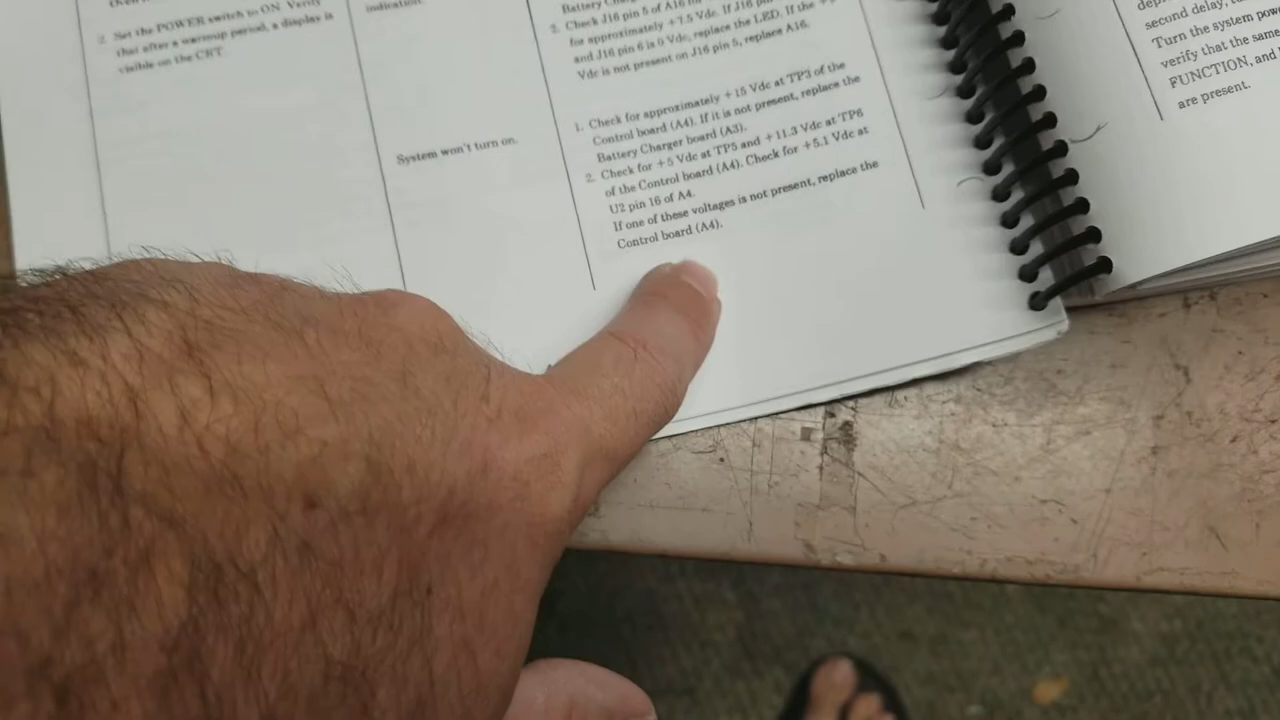 2. Set the POWER switch to ON. Verify
that after a warmup period, a display is
visible on the CRT.
indication.
System won't turn on.
Battery
2. Check J16 pin 5 of A16 for
for approximately +7.5 Vdc. If J16 pin
and J16 pin 6 is 0 Vdc, replace the LED. If the
Vdc is not present on J16 pin 5, replace A16.
1. Check for approximately +15 Vdc at TP3 of the
Control board (A4). If it is not present, replace the
Battery Charger board (A3).
2. Check for +5 Vdc at TP5 and +11.3 Vdc at TP6
of the Control board (A4). Check for +5.1 Vdc at
U2 pin 16 of A4.
If one of these voltages is not present, replace the
Control board (A4).
second delay,
Turn the system pow
verify that the same
FUNCTION, and
are present.